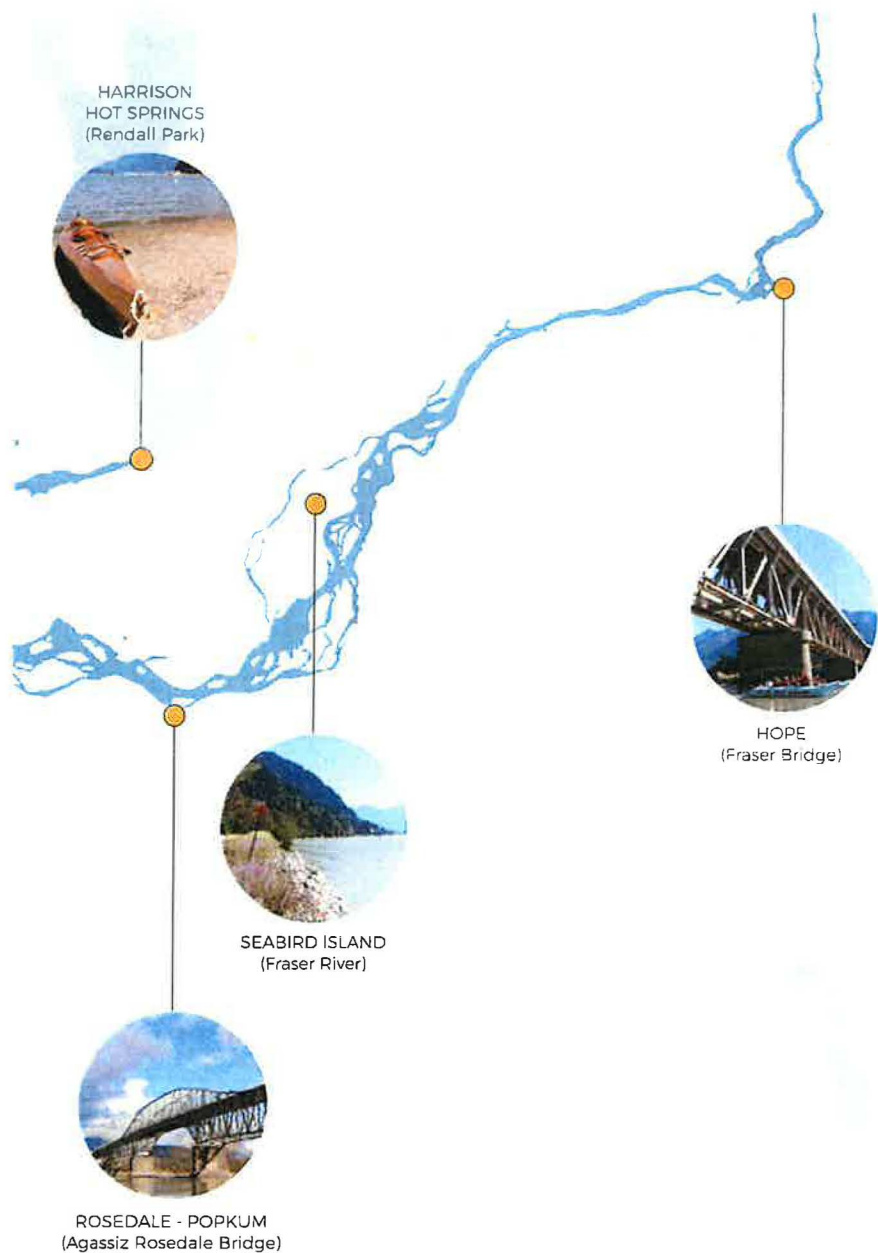 HARRISON
HOT SPRINGS
(Rendall Park)
HOPE
(Fraser Bridge)
SEABIRD ISLAND
(Fraser River)
ROSEDALE - POPKUM
(Agassiz Rosedale Bridge)